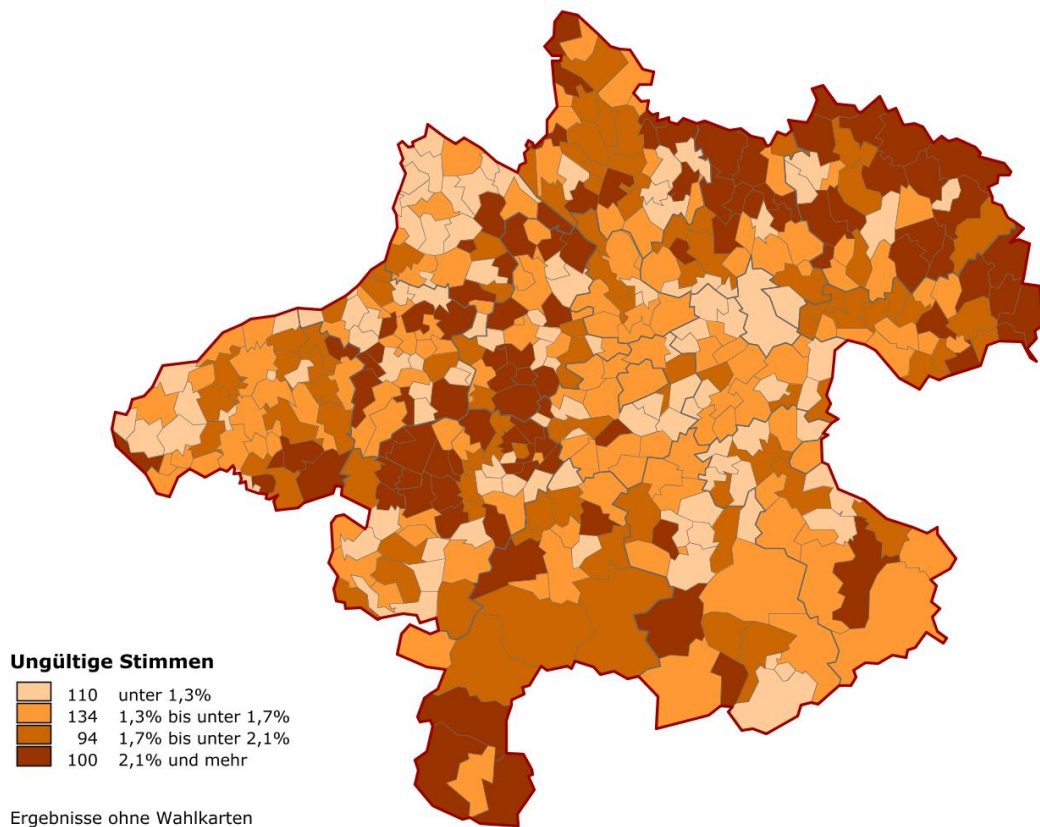 Ungültige Stimmen
110 unter 1,3%
134 1,3% bis unter 1,7%
94 1,7% bis unter 2,1%
100 2,1% und mehr
Ergebnisse ohne Wahlkarten